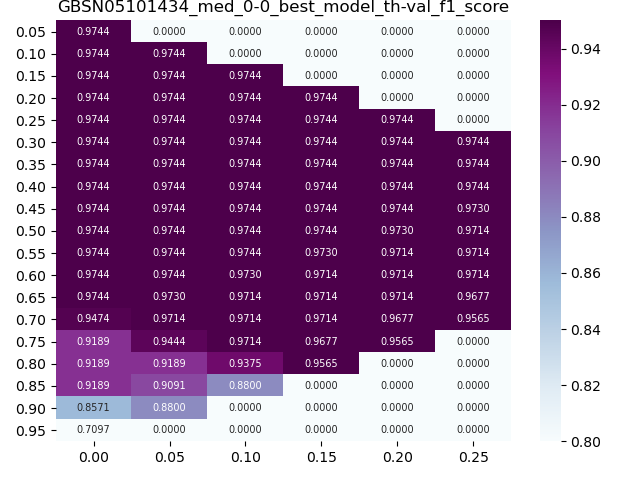 GBSN05101434_med_0-0_best_model_th-val_f1_score
0.05 0.9744 0.0000 0.0000 0.0000 0.0000 0.0000
0.10 0.9744 0.9744 0.0000 0.0000 0.0000 0.0000
0.15 0.9744 0.9744 0.9744 0.0000 0.0000 0.0000
0.20 0.9744 0.9744 0.9744 0.9744 0.0000 0.0000
0.25 0.9744 0.9744 0.9744 0.9744 0.9744 0.0000
0.30 0.9744 0.9744 0.9744 0.9744 0.9744 0.9744
0.35 0.9744 0.9744 0.9744 0.9744 0.9744 0.9744
0.40 0.9744 0.9744 0.9744 0.9744 0.9744 0.9744
0.45 0.9744 0.9744 0.9744 0.9744 0.9744 0.9730
0.50 0.9744 0.9744 0.9744 0.9744 0.9730 0.9714
0.55 0.9744 0.9744 0.9744 0.9730 0.9714 0.9714
0.60 0.9744 0.9744 0.9730 0.9714 0.9714 0.9714
0.65 0.9744 0.9730 0.9714 0.9714 0.9714 0.9677
0.70 0.9474 0.9714 0.9714 0.9714 0.9677 0.9565
0.75 0.9189 0.9444 0.9714 0.9677 0.9565 0.0000
0.80 0.9189 0.9189 0.9375 0.9565 0.0000 0.0000
0.85 0.9189 0.9091 0.8800 0.0000 0.0000 0.0000
0.90 0.8571 0.8800 0.0000 0.0000 0.0000 0.0000
0.95 0.7097 0.0000 0.0000 0.0000 0.0000 0.0000
0.00 0.05 0.10 0.15 0.20 0.25
0.94
0.92
0.90
0.88
0.86
0.84
0.82
0.80